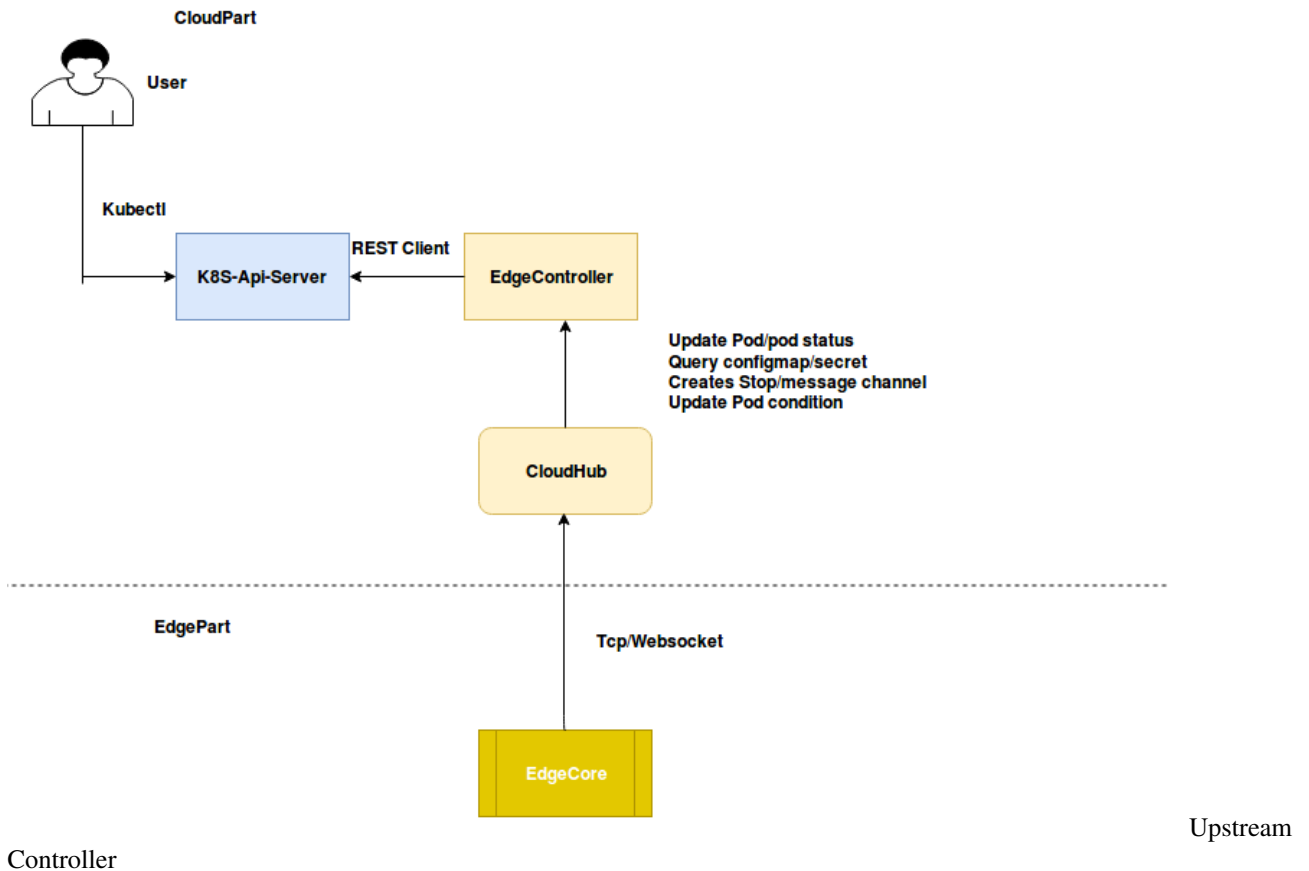 CloudPart
User
Kubectl
REST Client
K8S-Api-Server
EdgeController
Update Pod/pod status
Query configmap/secret
Creates Stop/message channel
Update Pod condition
CloudHub
EdgePart
Tcp/Websocket
EdgeCore
Upstream
Controller